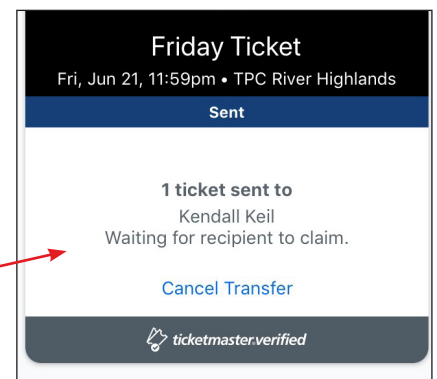 Friday Ticket
Fri, Jun 21, 11:59pm • TPC River Highlands
Sent
1 ticket sent to
Kendall Keil
Waiting for recipient to claim.
Cancel Transfer
ticketmaster.verified